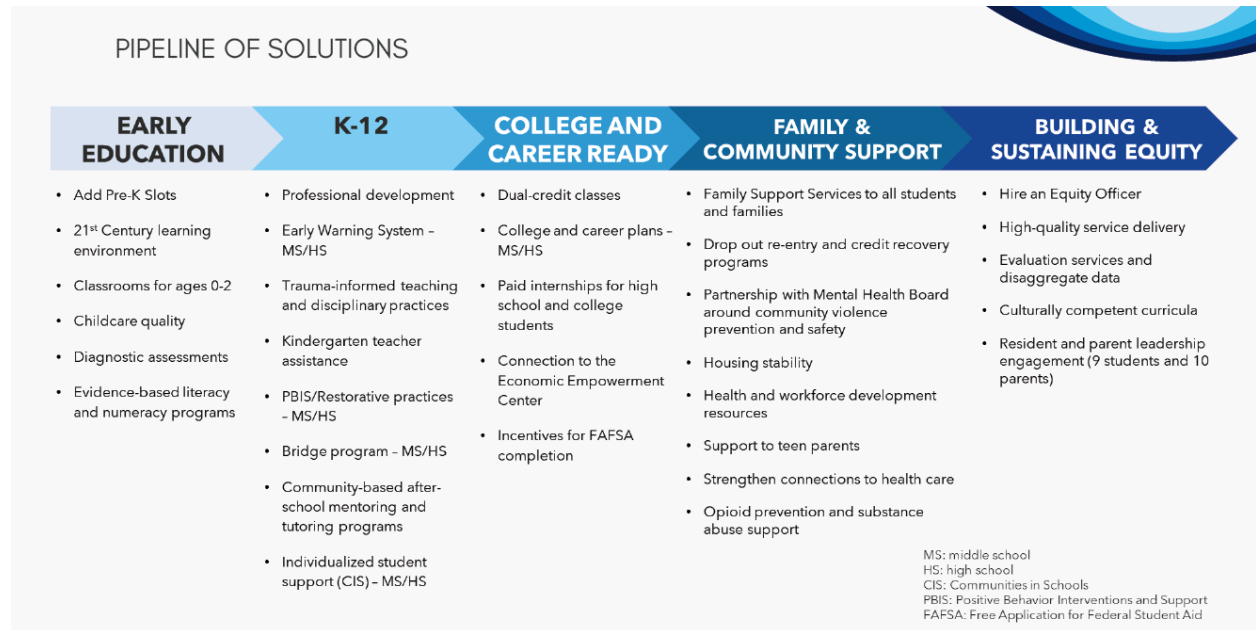 PIPELINE OF SOLUTIONS
EARLY
EDUCATION
• Add Pre-K Slots
• 21st Century learning
environment
• Classrooms for ages 0-2
• Childcare quality
• Diagnostic assessments
• Evidence-based literacy
and numeracy programs
K-12
• Professional development
• Early Warning System –
MS/HS
• Trauma-informed teaching
and disciplinary practices
• Kindergarten teacher
assistance
• PBIS/Restorative practices
– MS/HS
• Bridge program – MS/HS
• Community-based after-
school mentoring and
tutoring programs
• Individualized student
support (CIS) – MS/HS
COLLEGE AND
CAREER READY
• Dual-credit classes
• College and career plans –
MS/HS
• Paid internships for high
school and college
students
• Connection to the
Economic Empowerment
Center
• Incentives for FAFSA
completion
FAMILY &
COMMUNITY SUPPORT
• Family Support Services to all students
and families
• Drop out re-entry and credit recovery
programs
• Partnership with Mental Health Board
around community violence
prevention and safety
• Housing stability
• Health and workforce development
resources
• Support to teen parents
• Strengthen connections to health care
• Opioid prevention and substance
abuse support
BUILDING &
SUSTAINING EQUITY
• Hire an Equity Officer
• High-quality service delivery
• Evaluation services and
disaggregate data
• Culturally competent curricula
• Resident and parent leadership
engagement (9 students and 10
parents)
MS: middle school
HS: high school
CIS: Communities in Schools
PBIS: Positive Behavior Interventions and Support
FAFSA: Free Application for Federal Student Aid